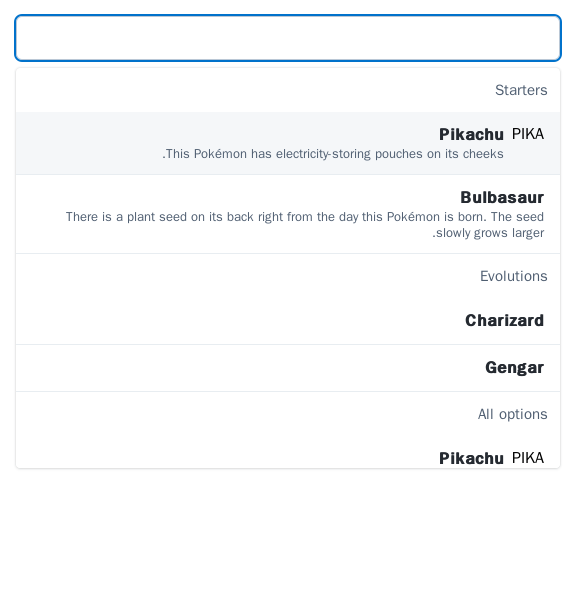 Starters
Pikachu PIKA
.This Pokémon has electricity-storing pouches on its cheeks
Bulbasaur
There is a plant seed on its back right from the day this Pokémon is born. The seed
.slowly grows larger
Evolutions
Charizard
Gengar
All options
Pikachu PIKA